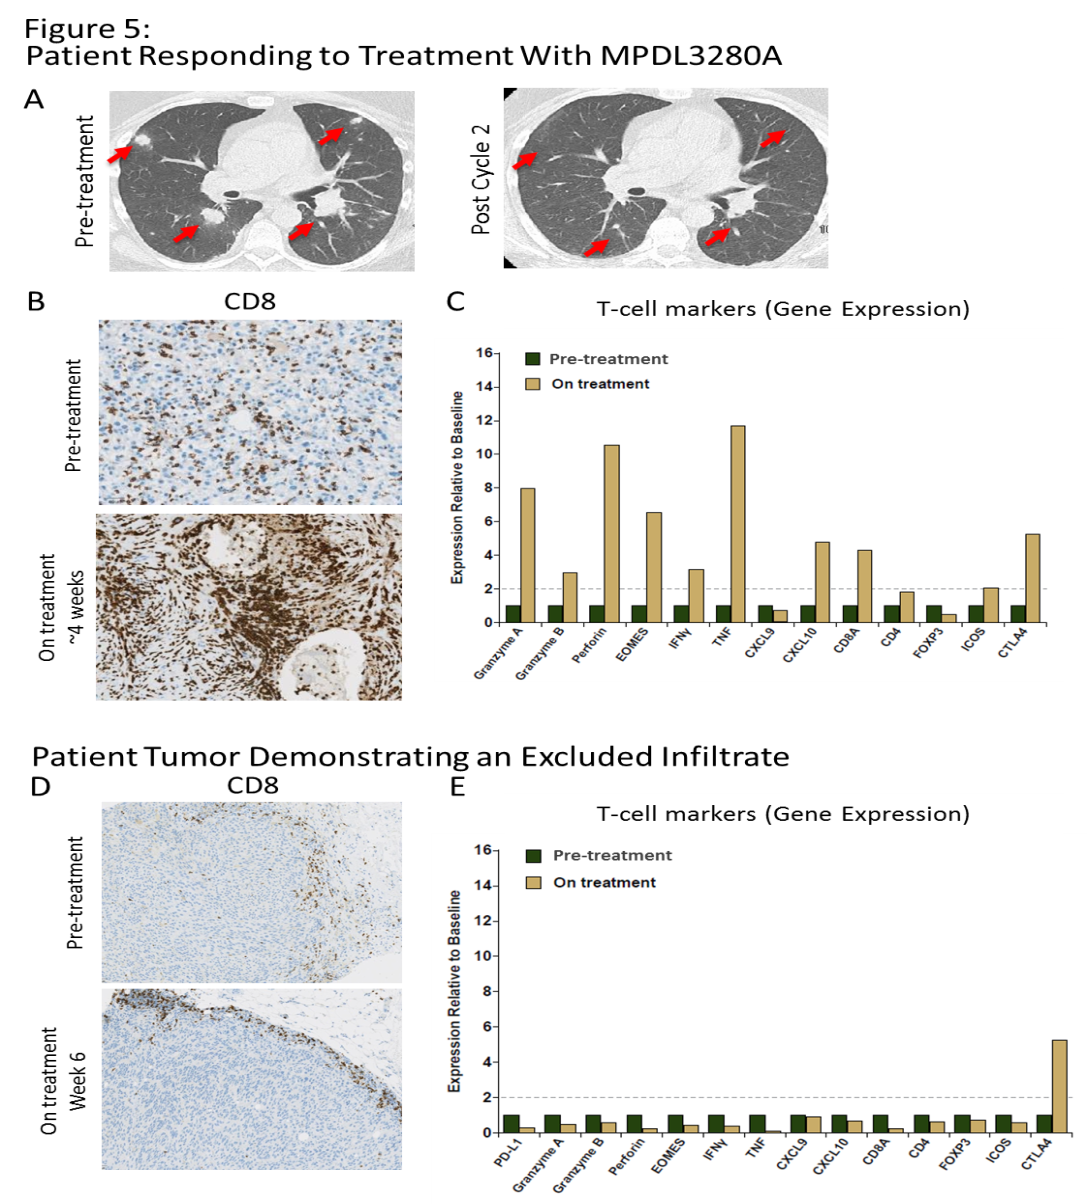 Figure 5:
Patient Responding to Treatment With MPDL3280A
A
Pre-treatment
Post Cycle 2
B
CD8
Pre-treatment
On treatment
~4 weeks
C
T-cell markers (Gene Expression)
Pre-treatment
On treatment
Expression Relative to Baseline
16
14
12
10
8
6
4
2
0
Granzyme A
Granzyme B
Perforin
EOMES
IFNγ
TNF
CXCL9
CXCL10
CD8A
CD4
FOXP3
ICOS
CTLA4
Patient Tumor Demonstrating an Excluded Infiltrate
D
CD8
Pre-treatment
On treatment
Week 6
E
T-cell markers (Gene Expression)
Pre-treatment
On treatment
Expression Relative to Baseline
16
14
12
10
8
6
4
2
0
PD-L1
Granzyme A
Granzyme B
Perforin
EOMES
IFNγ
TNF
CXCL9
CXCL10
CD8A
CD4
FOXP3
ICOS
CTLA4